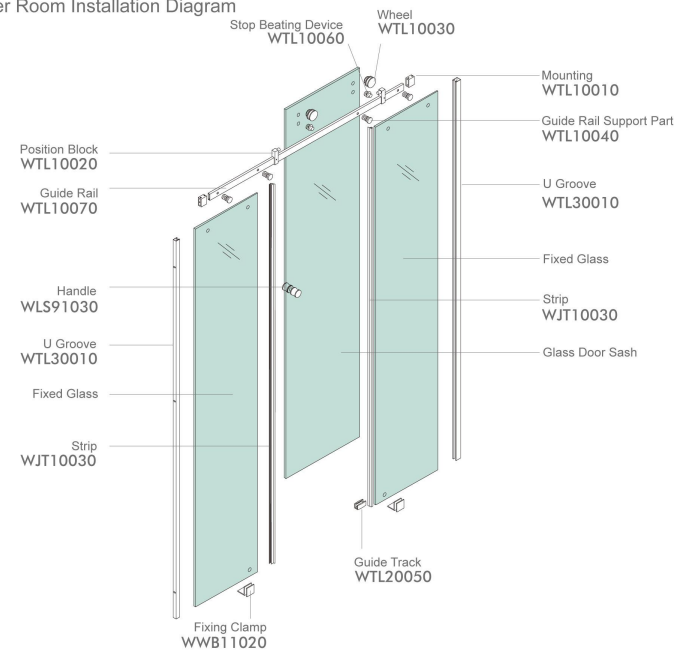 er Room Installation Diagram
Stop Beating Device
WTL10060
Wheel
WTL10030
Mounting
WTL10010
Guide Rail Support Part
WTL10040
Position Block
WTL10020
Guide Rail
WTL10070
U Groove
WTL30010
Fixed Glass
Handle
WLS91030
Strip
WJT10030
U Groove
WTL30010
Glass Door Sash
Fixed Glass
Strip
WJT10030
Guide Track
WTL20050
Fixing Clamp
WWB11020